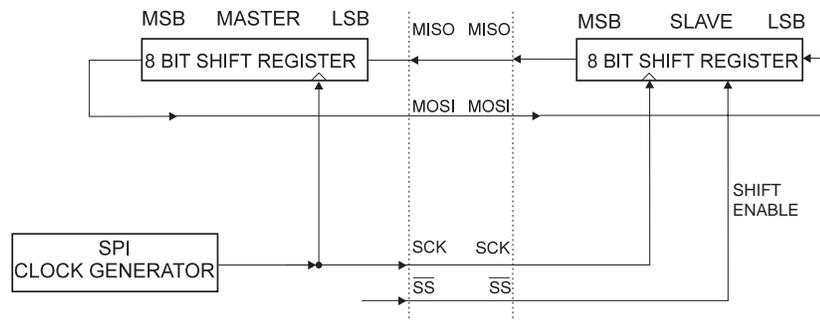 MSB MASTER LSB
MISO MISO
MSB SLAVE LSB
8 BIT SHIFT REGISTER
8 BIT SHIFT REGISTER
MOSI MOSI
SHIFT
ENABLE
SPI
CLOCK GENERATOR
SCK SCK
SS SS